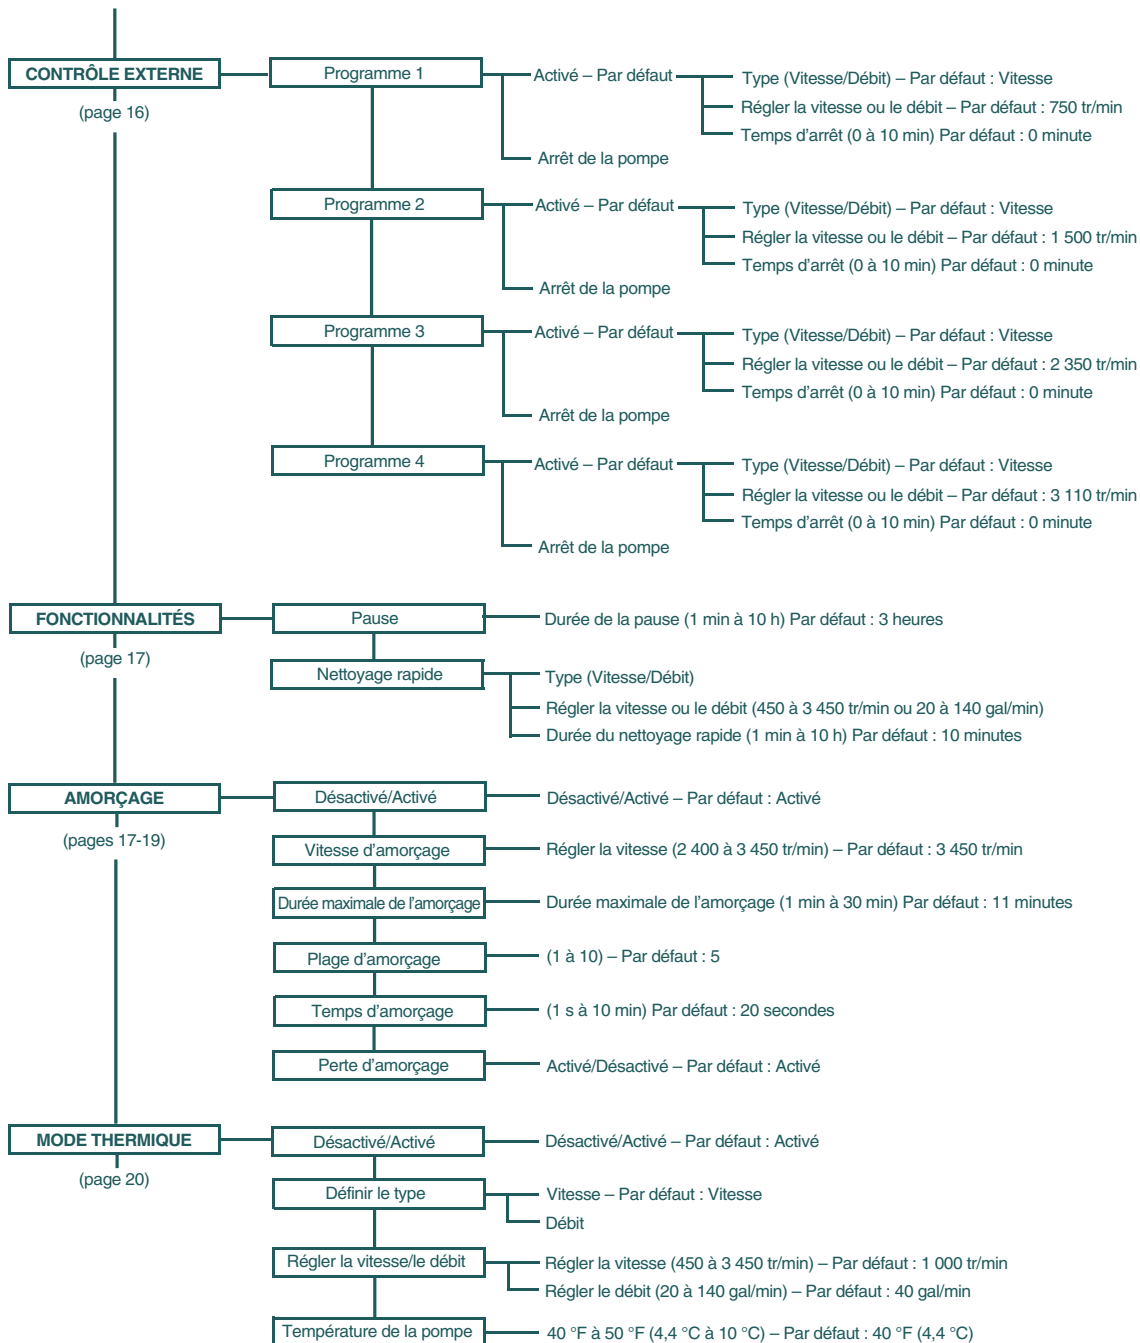 CONTRÔLE EXTERNE
(page 16)
Programme 1
Activé – Par défaut
Type (Vitesse/Débit) – Par défaut : Vitesse
Régler la vitesse ou le débit – Par défaut : 750 tr/min
Temps d'arrêt (0 à 10 min) Par défaut : 0 minute
Arrêt de la pompe
Programme 2
Activé – Par défaut
Type (Vitesse/Débit) – Par défaut : Vitesse
Régler la vitesse ou le débit – Par défaut : 1 500 tr/min
Temps d'arrêt (0 à 10 min) Par défaut : 0 minute
Arrêt de la pompe
Programme 3
Activé – Par défaut
Type (Vitesse/Débit) – Par défaut : Vitesse
Régler la vitesse ou le débit – Par défaut : 2 350 tr/min
Temps d'arrêt (0 à 10 min) Par défaut : 0 minute
Arrêt de la pompe
Programme 4
Activé – Par défaut
Type (Vitesse/Débit) – Par défaut : Vitesse
Régler la vitesse ou le débit – Par défaut : 3 110 tr/min
Temps d'arrêt (0 à 10 min) Par défaut : 0 minute
Arrêt de la pompe
FONCTIONNALITÉS
(page 17)
Pause
Durée de la pause (1 min à 10 h) Par défaut : 3 heures
Nettoyage rapide
Type (Vitesse/Débit)
Régler la vitesse ou le débit (450 à 3 450 tr/min ou 20 à 140 gal/min)
Durée du nettoyage rapide (1 min à 10 h) Par défaut : 10 minutes
AMORÇAGE
(pages 17-19)
Désactivé/Activé
Désactivé/Activé – Par défaut : Activé
Vitesse d'amorçage
Régler la vitesse (2 400 à 3 450 tr/min) – Par défaut : 3 450 tr/min
Durée maximale de l'amorçage
Durée maximale de l'amorçage (1 min à 30 min) Par défaut : 11 minutes
Plage d'amorçage
(1 à 10) – Par défaut : 5
Temps d'amorçage
(1 s à 10 min) Par défaut : 20 secondes
Perte d'amorçage
Activé/Désactivé – Par défaut : Activé
MODE THERMIQUE
(page 20)
Désactivé/Activé
Désactivé/Activé – Par défaut : Activé
Définir le type
Vitesse – Par défaut : Vitesse
Débit
Régler la vitesse/le débit
Régler la vitesse (450 à 3 450 tr/min) – Par défaut : 1 000 tr/min
Régler le débit (20 à 140 gal/min) – Par défaut : 40 gal/min
Température de la pompe
40 °F à 50 °F (4,4 °C à 10 °C) – Par défaut : 40 °F (4,4 °C)